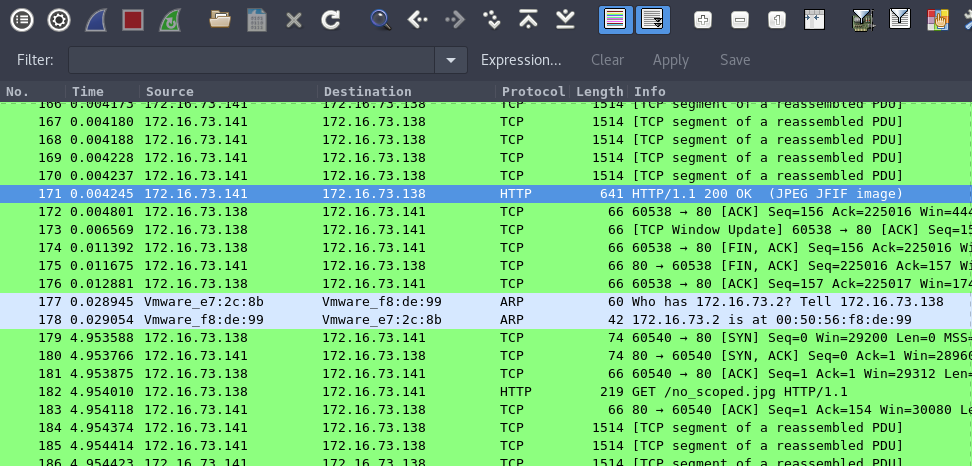 Filter: Expression... Clear Apply Save
No. Time Source Destination Protocol Length Info
166 0.004173 172.16.73.141 172.16.73.138 TCP 1514 [TCP segment of a reassembled PDU]
167 0.004180 172.16.73.141 172.16.73.138 TCP 1514 [TCP segment of a reassembled PDU]
168 0.004188 172.16.73.141 172.16.73.138 TCP 1514 [TCP segment of a reassembled PDU]
169 0.004228 172.16.73.141 172.16.73.138 TCP 1514 [TCP segment of a reassembled PDU]
170 0.004237 172.16.73.141 172.16.73.138 TCP 1514 [TCP segment of a reassembled PDU]
171 0.004245 172.16.73.141 172.16.73.138 HTTP 641 HTTP/1.1 200 OK (JPEG JFIF image)
172 0.004801 172.16.73.138 172.16.73.141 TCP 66 60538 → 80 [ACK] Seq=156 Ack=225016 Win=444
173 0.006569 172.16.73.138 172.16.73.141 TCP 66 [TCP Window Update] 60538 → 80 [ACK] Seq=15
174 0.011392 172.16.73.138 172.16.73.141 TCP 66 60538 → 80 [FIN, ACK] Seq=156 Ack=225016 Wi
175 0.011675 172.16.73.141 172.16.73.138 TCP 66 80 → 60538 [FIN, ACK] Seq=225016 Ack=157 Wi
176 0.012881 172.16.73.138 172.16.73.141 TCP 66 60538 → 80 [ACK] Seq=157 Ack=225017 Win=174
177 0.028945 Vmware_e7:2c:8b Vmware_f8:de:99 ARP 60 Who has 172.16.73.2? Tell 172.16.73.138
178 0.029054 Vmware_f8:de:99 Vmware_e7:2c:8b ARP 42 172.16.73.2 is at 00:50:56:f8:de:99
179 4.953588 172.16.73.138 172.16.73.141 TCP 74 60540 → 80 [SYN] Seq=0 Win=29200 Len=0 MSS=
180 4.953766 172.16.73.141 172.16.73.138 TCP 74 80 → 60540 [SYN, ACK] Seq=0 Ack=1 Win=28960
181 4.953875 172.16.73.138 172.16.73.141 TCP 66 60540 → 80 [ACK] Seq=1 Ack=1 Win=29312 Len=
182 4.954010 172.16.73.138 172.16.73.141 HTTP 219 GET /no_scoped.jpg HTTP/1.1
183 4.954118 172.16.73.141 172.16.73.138 TCP 66 80 → 60540 [ACK] Seq=1 Ack=154 Win=30080 Le
184 4.954374 172.16.73.141 172.16.73.138 TCP 1514 [TCP segment of a reassembled PDU]
185 4.954414 172.16.73.141 172.16.73.138 TCP 1514 [TCP segment of a reassembled PDU]
186 4.954423 172.16.73.141 172.16.73.138 TCP 1514 [TCP segment of a reassembled PDU]